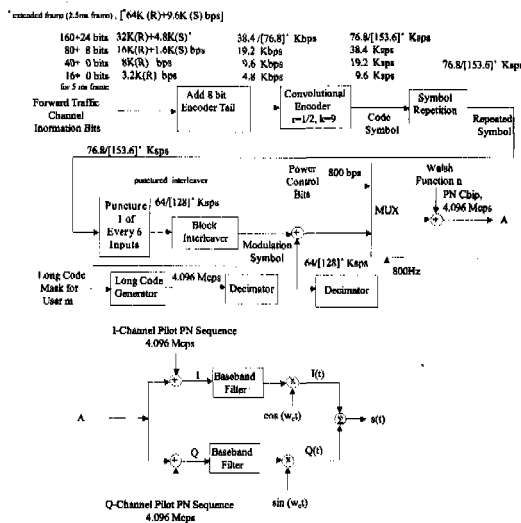 * extended frame (2.5ms frame), [*64K (R)+9.6K (S) bps]
160+24 bits 32K(R)+4.8K(S)* 38.4 /[76.8]* Kbps 76.8/[153.6]* Ksps
80+ 8 bits 16K(R)+1.6K(S) bps 19.2 Kbps 38.4 Ksps
40+ 0 bits 8K(R) bps 9.6 Kbps 19.2 Ksps
16+ 0 bits 3.2K(R) bps 4.8 Kbps 9.6 Ksps
76.8/[153.6]* Ksps
for 5 ms frame
Forward Traffic
Channel
Inormation Bits
Add 8 bit
Encoder Tail
Convolutional
Encoder
r=1/2, k=9
Code
Symbol
Symbol
Repetition
Repeated
Symbol
76.8/[153.6]* Ksps
punctured interleaver
Puncture
1 of
Every 6
Inputs
64/[128]* Ksps
Block
Interleaver
Modulation
Symbol
Power
Control
Bits
800 bps
MUX
Walsh
Function n
PN Chip,
4.096 Mcps
A
64/[128]* Ksps
800Hz
Long Code
Mask for
User m
Long Code
Generator
4.096 Mcps
Decimator
Decimator
I-Channel Pilot PN Sequence
4.096 Mcps
I
Baseband
Filter
I(t)
cos (w_c t)
A
s(t)
Q
Baseband
Filter
Q(t)
sin (w_c t)
Q-Channel Pilot PN Sequence
4.096 Mcps